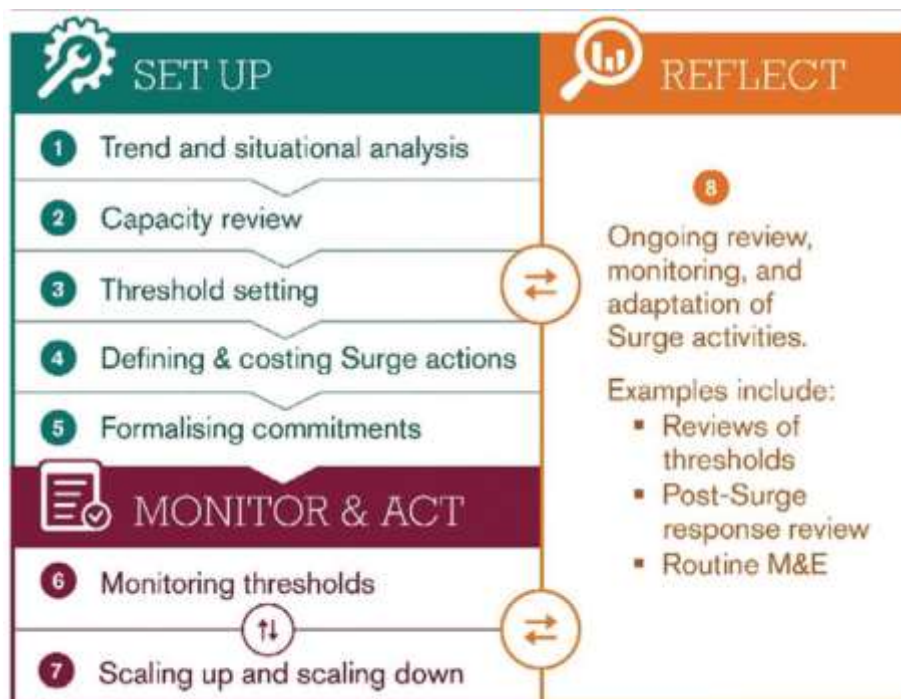 SET UP
1 Trend and situational analysis
2 Capacity review
3 Threshold setting
4 Defining & costing Surge actions
5 Formalising commitments
MONITOR & ACT
6 Monitoring thresholds
7 Scaling up and scaling down
REFLECT
8
Ongoing review,
monitoring, and
adaptation of
Surge activities.
Examples include:
▪ Reviews of
thresholds
▪ Post-Surge
response review
▪ Routine M&E